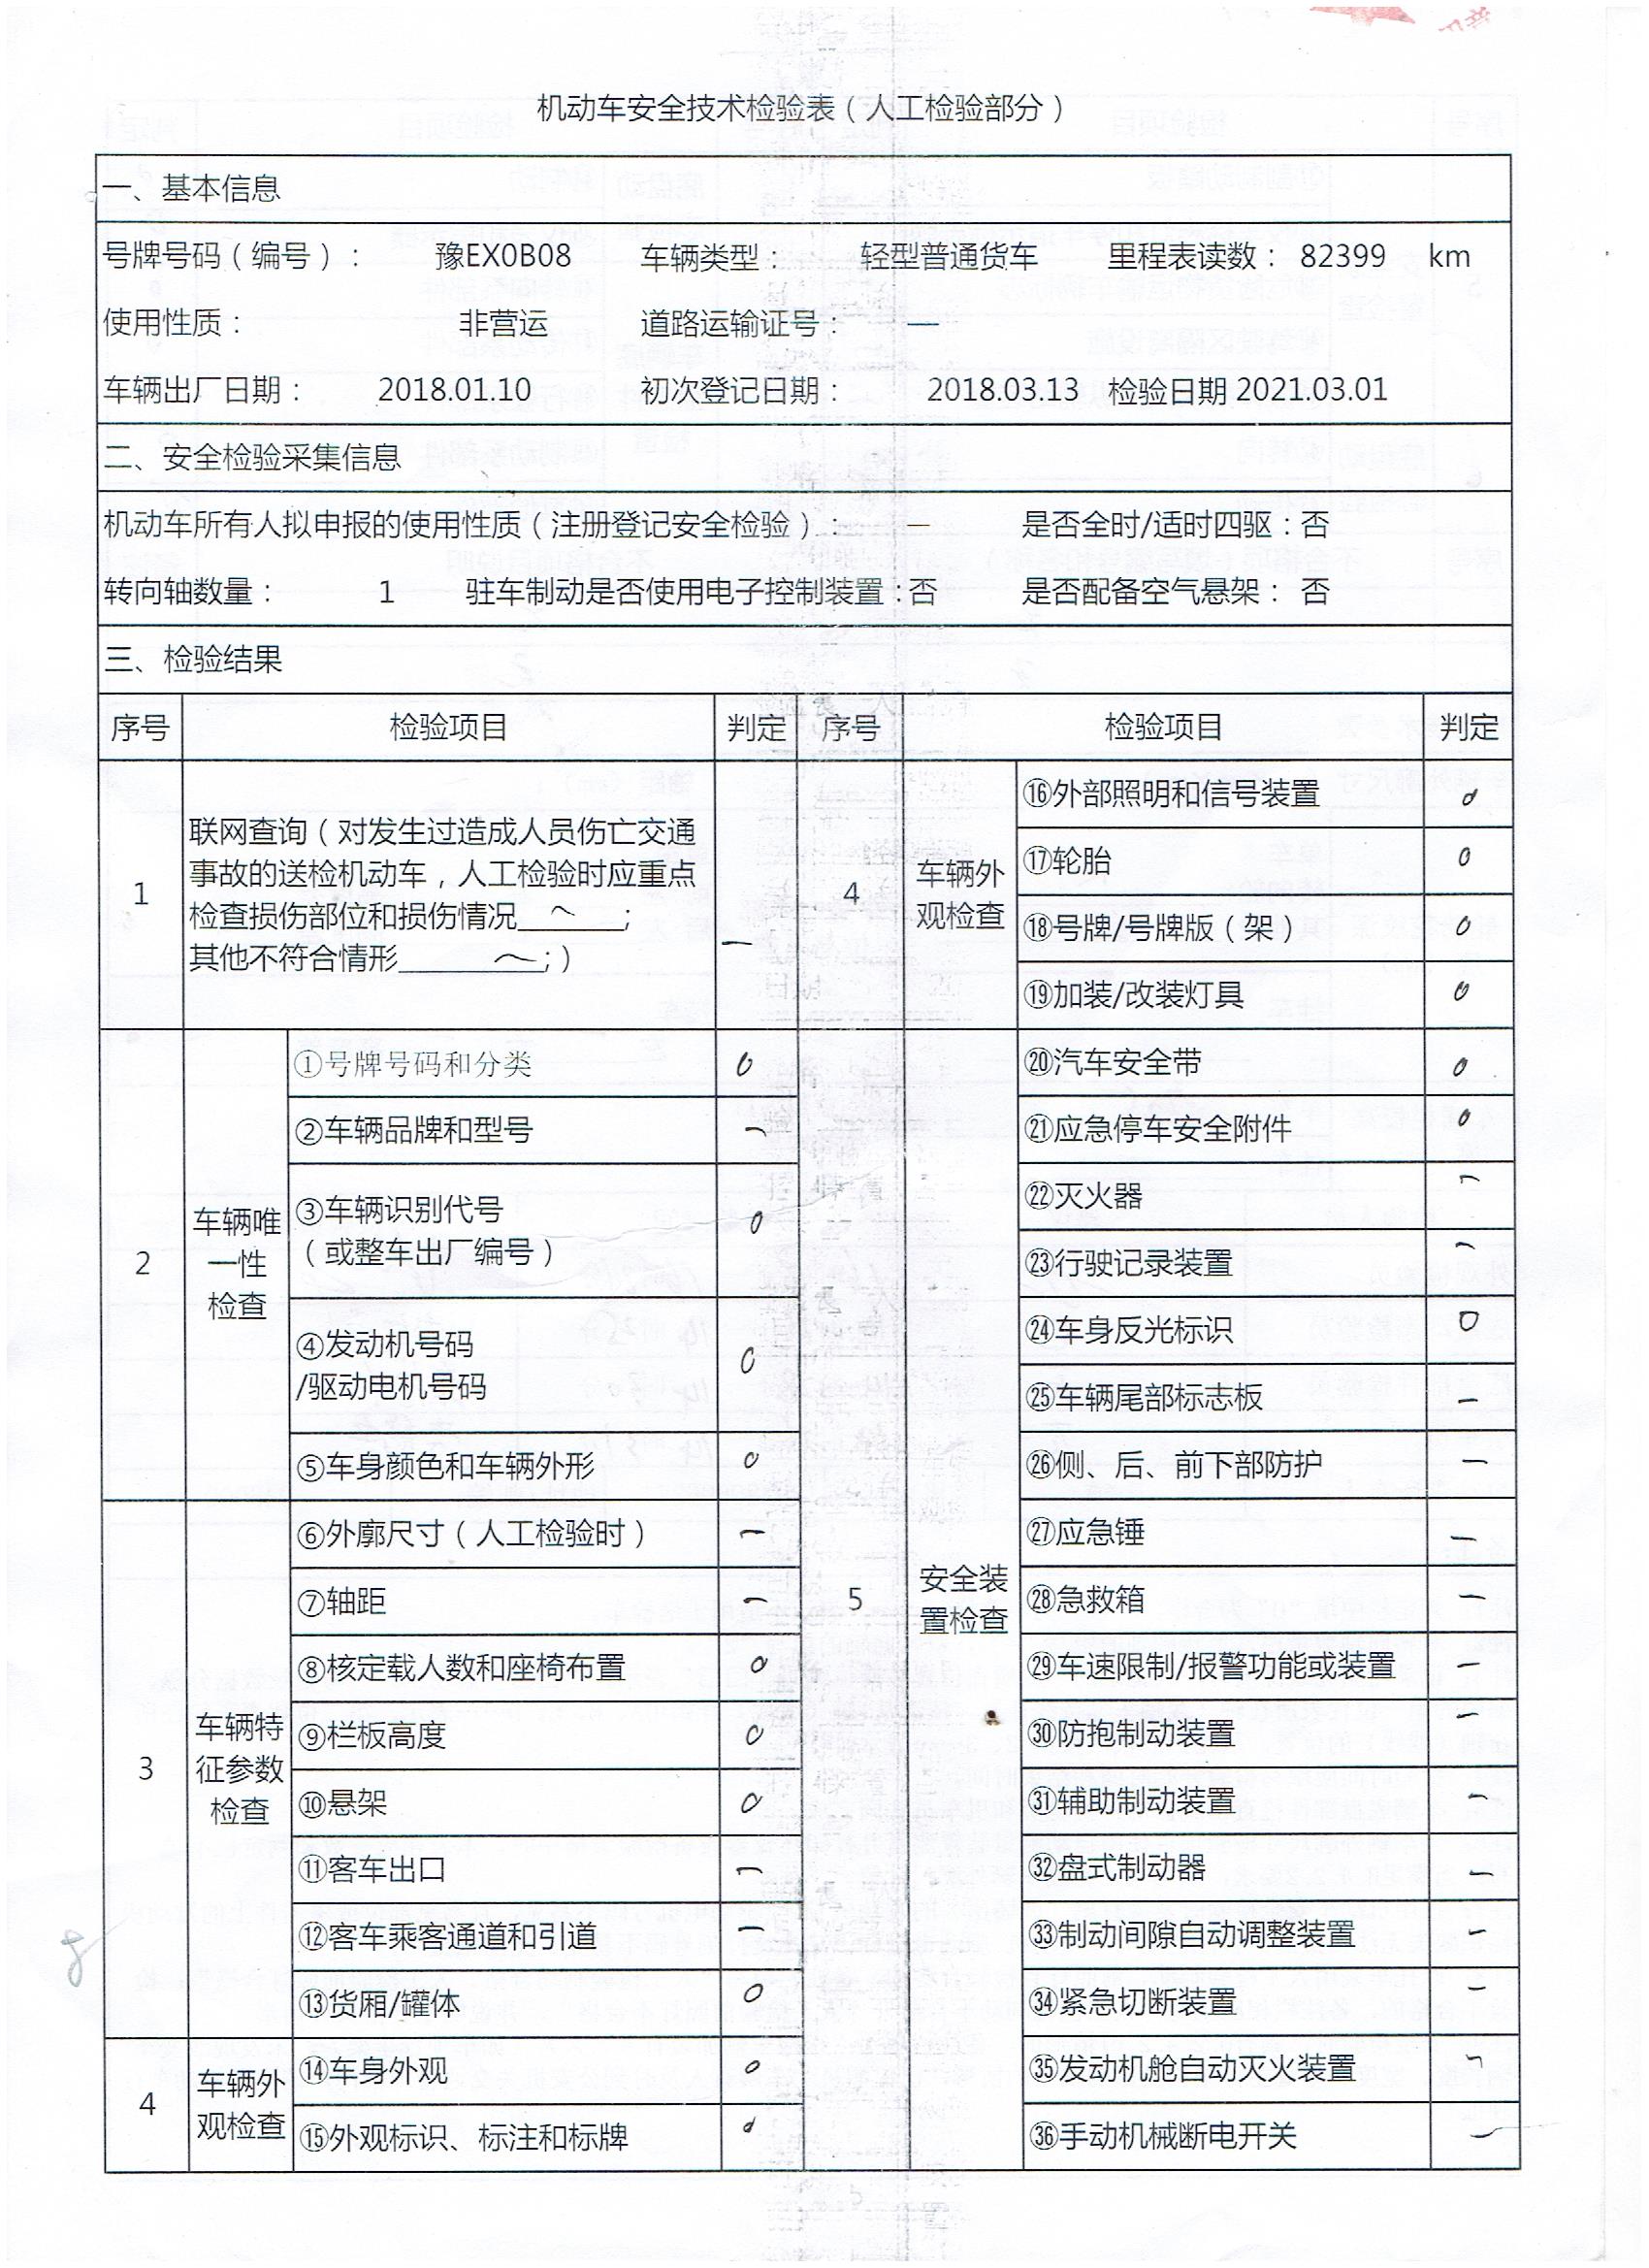 机动车安全技术检验表（人工检验部分）
一、基本信息
号牌号码（编号）： 豫EX0B08 车辆类型： 轻型普通货车 里程表读数： 82399 km
使用性质： 非营运 道路运输证号： —
车辆出厂日期： 2018.01.10 初次登记日期： 2018.03.13 检验日期 2021.03.01
二、安全检验采集信息
机动车所有人拟申报的使用性质（注册登记安全检验）： — 是否全时/适时四驱：否
转向轴数量： 1 驻车制动是否使用电子控制装置：否 是否配备空气悬架： 否
三、检验结果
序号 检验项目 判定 序号 检验项目 判定
1
联网查询（对发生过造成人员伤亡交通
事故的送检机动车，人工检验时应重点
检查损伤部位和损伤情况 — ;
其他不符合情形 — ;）
—
2
车辆唯
一性
检查
①号牌号码和分类 o
②车辆品牌和型号 —
③车辆识别代号
（或整车出厂编号） o
④发动机号码
/驱动电机号码 o
⑤车身颜色和车辆外形 o
3
车辆特
征参数
检查
⑥外廓尺寸（人工检验时） —
⑦轴距 —
⑧核定载人数和座椅布置 o
⑨栏板高度 o
⑩悬架 o
⑪客车出口 —
⑫客车乘客通道和引道 —
⑬货厢/罐体 o
4
车辆外
观检查
⑭车身外观 o
⑮外观标识、标注和标牌 o
4
车辆外
观检查
⑯外部照明和信号装置 o
⑰轮胎 o
⑱号牌/号牌版（架） o
⑲加装/改装灯具 o
5
安全装
置检查
⑳汽车安全带 o
㉑应急停车安全附件 o
㉒灭火器 —
㉓行驶记录装置 —
㉔车身反光标识 o
㉕车辆尾部标志板 —
㉖侧、后、前下部防护 —
㉗应急锤 —
㉘急救箱 —
㉙车速限制/报警功能或装置 —
㉚防抱制动装置 —
㉛辅助制动装置 —
㉜盘式制动器 —
㉝制动间隙自动调整装置 —
㉞紧急切断装置 —
㉟发动机舱自动灭火装置 —
㊱手动机械断电开关 —
8